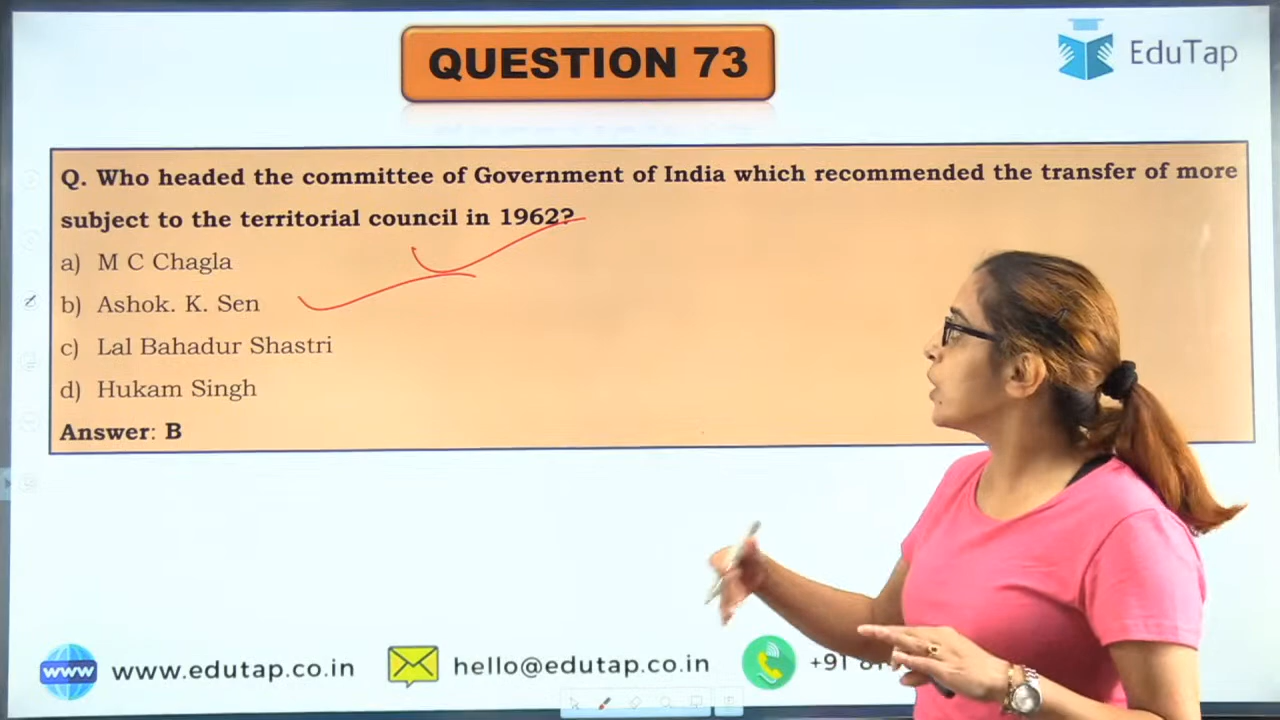 QUESTION 73
EduTap
Q. Who headed the committee of Government of India which recommended the transfer of more
subject to the territorial council in 1962?
a) M C Chagla
b) Ashok. K. Sen
c) Lal Bahadur Shastri
d) Hukam Singh
Answer: B
www www.edutap.co.in
hello@edutap.co.in
+91